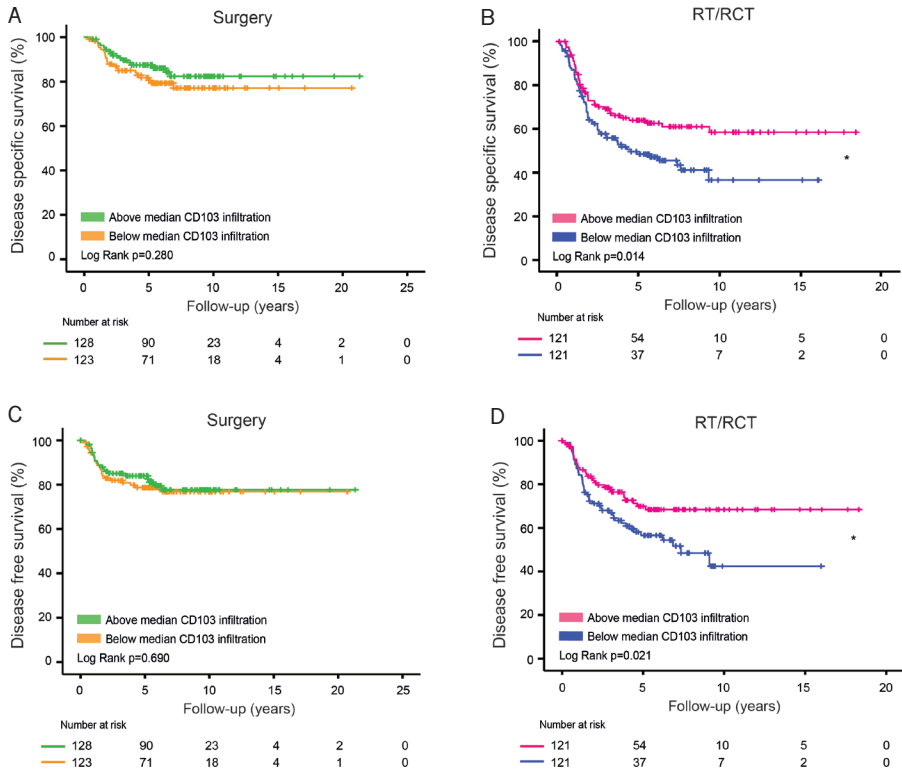 A
Surgery
Disease specific survival (%)
100
80
60
40
20
0
Above median CD103 infiltration
Below median CD103 infiltration
Log Rank p=0.280
0 5 10 15 20 25
Follow-up (years)
Number at risk
128 90 23 4 2 0
123 71 18 4 1 0
B
RT/RCT
Disease specific survival (%)
100
80
60
40
20
0
*
Above median CD103 infiltration
Below median CD103 infiltration
Log Rank p=0.014
0 5 10 15 20
Follow-up (years)
Number at risk
121 54 10 5 0
121 37 7 2 0
C
Surgery
Disease free survival (%)
100
80
60
40
20
0
Above median CD103 infiltration
Below median CD103 infiltration
Log Rank p=0.690
0 5 10 15 20 25
Follow-up (years)
Number at risk
128 90 23 4 2 0
123 71 18 4 1 0
D
RT/RCT
Disease free survival (%)
100
80
60
40
20
0
*
Above median CD103 infiltration
Below median CD103 infiltration
Log Rank p=0.021
0 5 10 15 20
Follow-up (years)
Number at risk
121 54 10 5 0
121 37 7 2 0